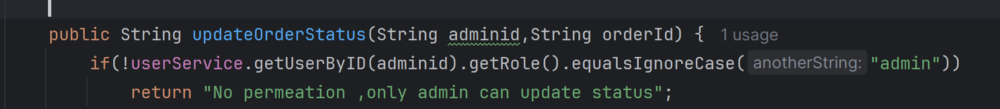 public String updateOrderStatus(String adminid,String orderId) { 1 usage
if(!userService.getUserByID(adminid).getRole().equalsIgnoreCase( anotherString: "admin"))
return "No permeation ,only admin can update status";